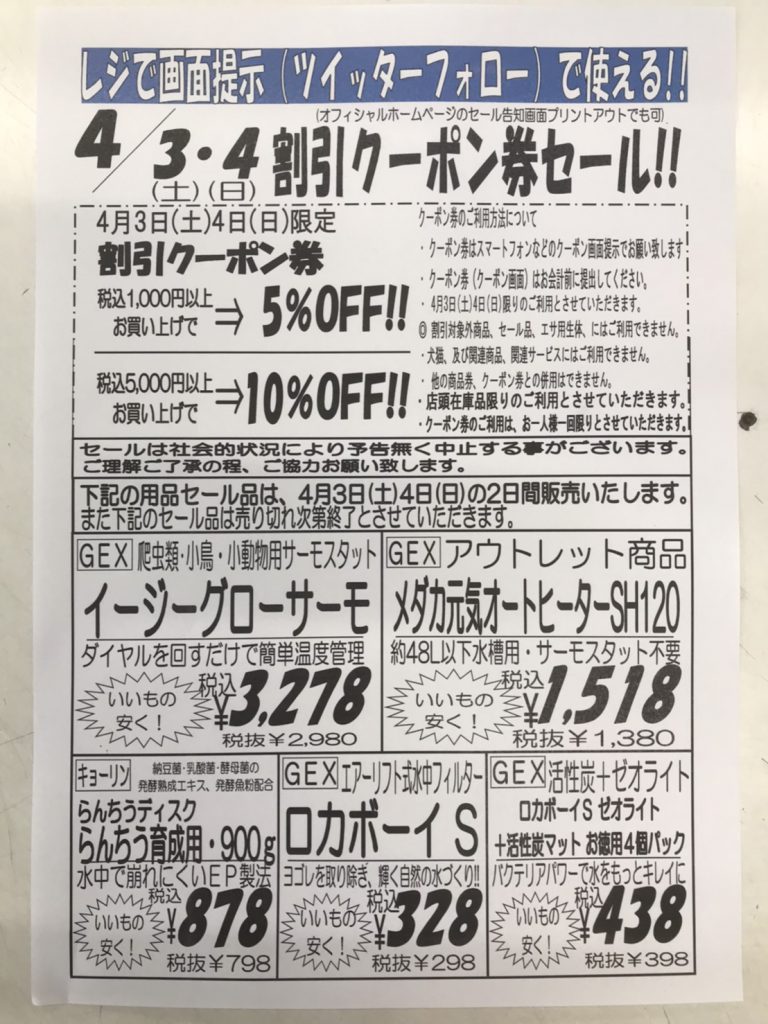 レジで画面提示(ツイッターフォロー)で使える!!
(オフィシャルホームページのセール告知画面プリントアウトでも可)
4/3・4 割引クーポン券セール!!
(土)(日)
4月3日(土)4日(日)限定
割引クーポン券
税込1,000円以上
お買い上げで
⇒ 5%OFF!!
税込5,000円以上
お買い上げで
⇒ 10%OFF!!
クーポン券のご利用方法について
・クーポン券はスマートフォンなどのクーポン画面提示でお願い致します
・クーポン券(クーポン画面)はお会計前に提出してください。
・4月3日(土)4日(日)限りのご利用とさせていただきます。
◎ 割引対象外商品、セール品、エサ用生体、にはご利用できません。
・犬猫、及び関連商品、関連サービスにはご利用できません。
・他の商品券、クーポン券との併用はできません。
・店頭在庫品限りのご利用とさせていただきます。
・クーポン券のご利用は、お一人様一回限りとさせていただきます。
セールは社会的状況により予告無く中止する事がございます。
ご理解ご了承の程、ご協力お願い致します。
下記の用品セール品は、4月3日(土)4日(日)の2日間販売いたします。
また下記のセール品は売り切れ次第終了とさせていただきます。
GEX 爬虫類・小鳥・小動物用サーモスタット
イージーグローサーモ
ダイヤルを回すだけで簡単温度管理
いいもの
安く!
税込
¥3,278
税抜¥2,980
GEX アウトレット商品
メダカ元気オートヒーターSH120
約48L以下水槽用・サーモスタット不要
いいもの
安く!
税込
¥1,518
税抜¥1,380
キョーリン
納豆菌・乳酸菌・酵母菌の
発酵熟成エキス、発酵魚粉配合
らんちうディスク
らんちう育成用・900g
水中で崩れにくいEP製法
いいもの
安く!
税込
¥878
税抜¥798
GEX エアーリフト式水中フィルター
ロカボーイS
ヨゴレを取り除き、輝く自然の水づくり!!
いいもの
安く!
税込
¥328
税抜¥298
GEX 活性炭+ゼオライト
ロカボーイS ゼオライト
+活性炭マット お徳用4個パック
バクテリアパワーで水をもっとキレイに
いいもの
安く!
税込
¥438
税抜¥398